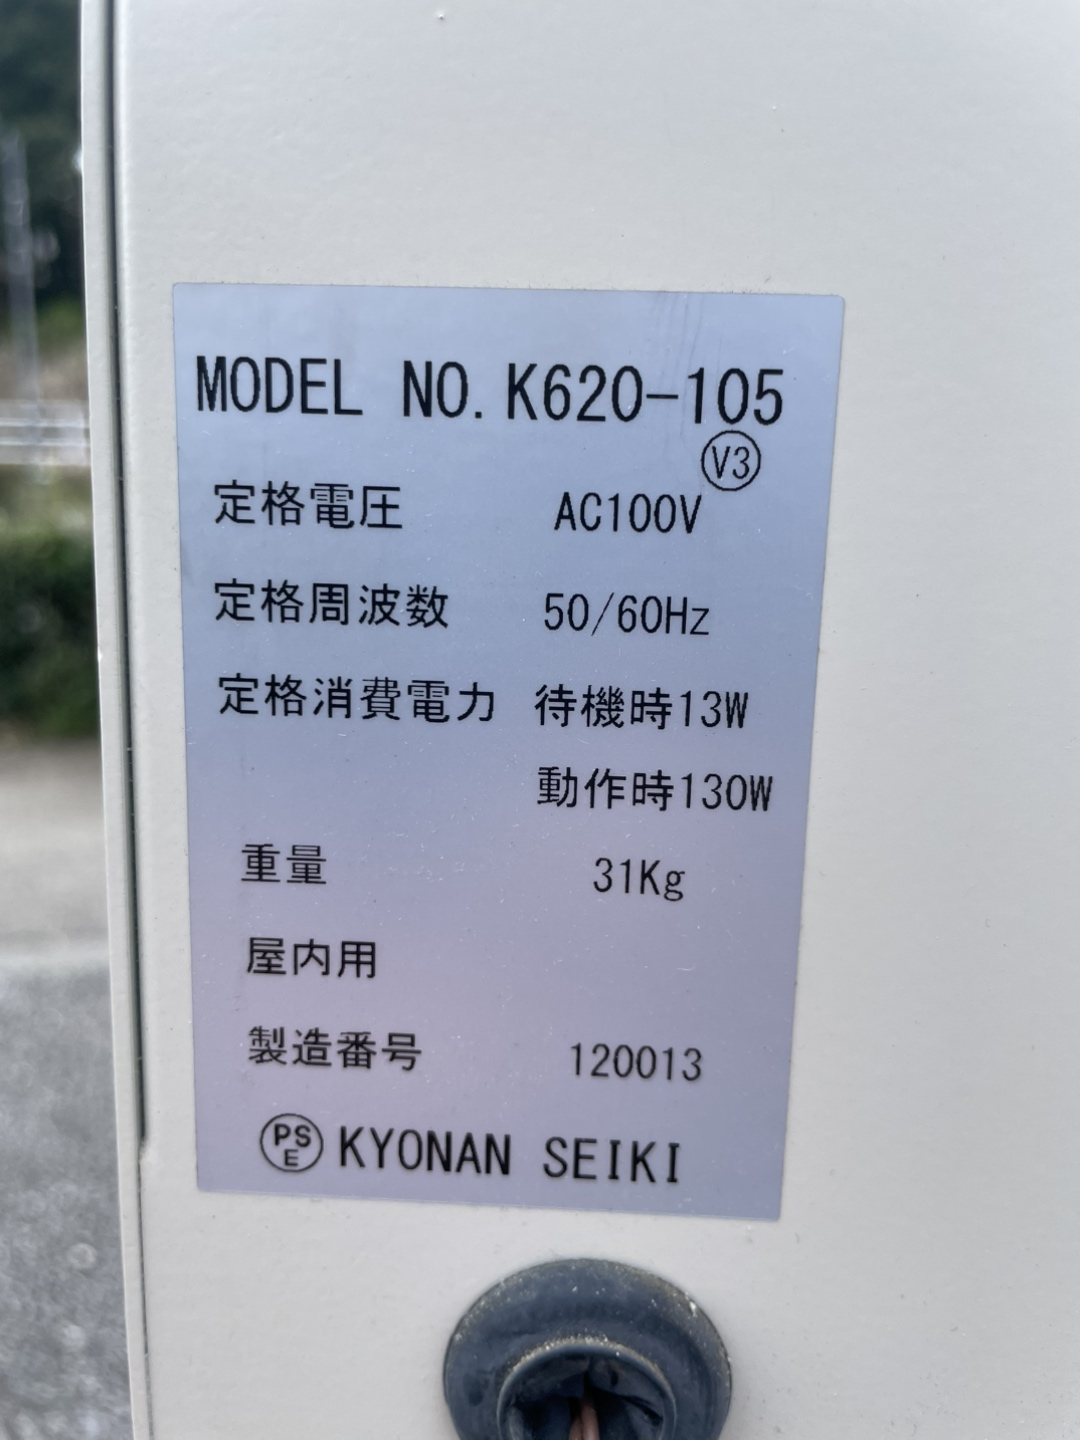 MODEL NO. K620-105
V3
定格電圧 AC100V
定格周波数 50/60Hz
定格消費電力 待機時13W
動作時130W
重量 31Kg
屋内用
製造番号 120013
PSE KYONAN SEIKI